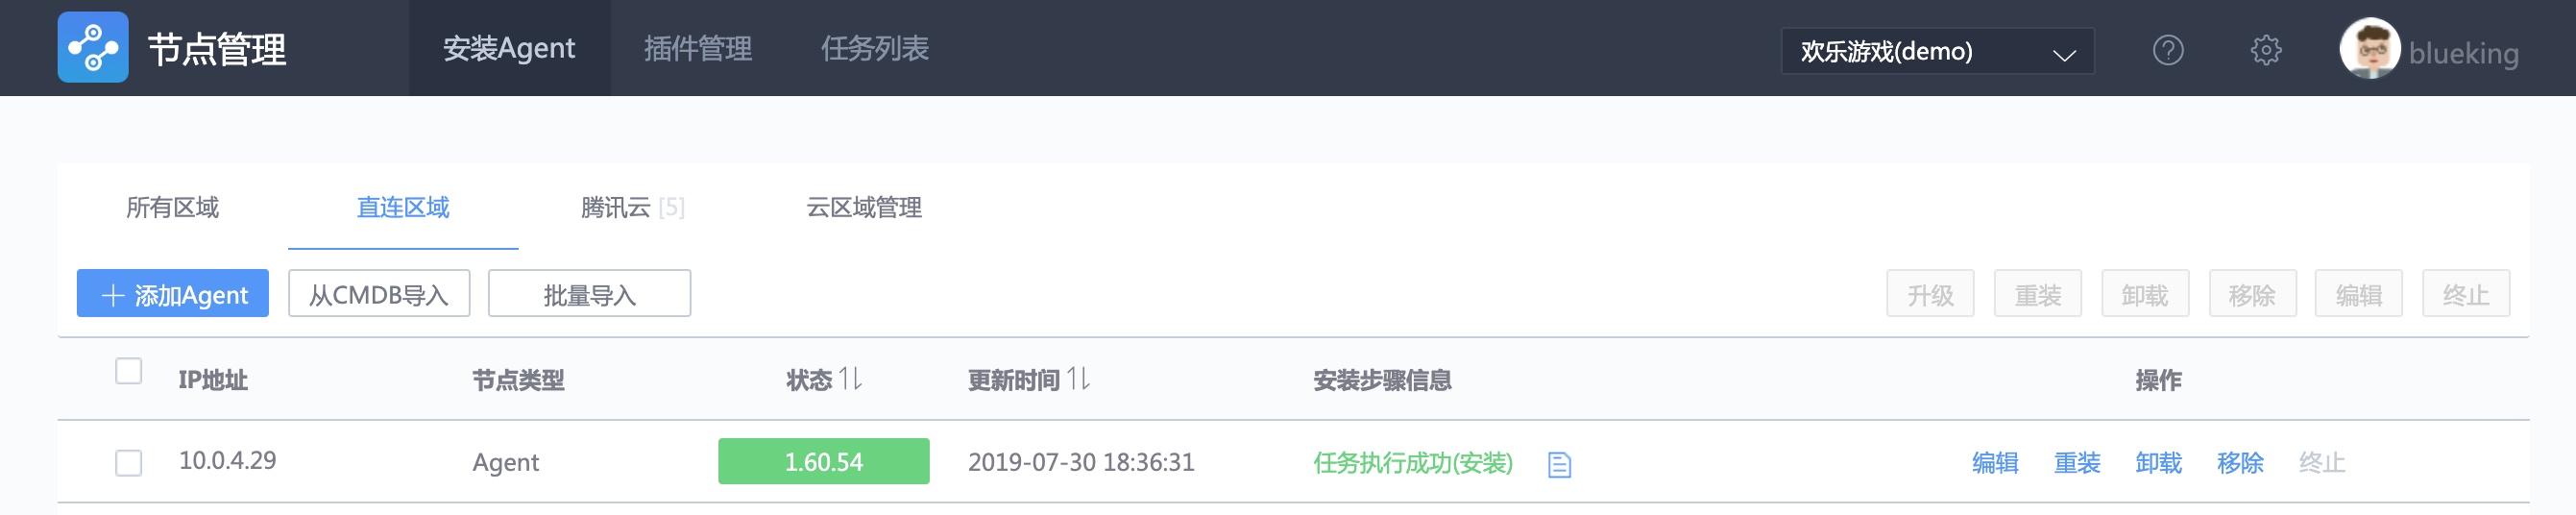 节点管理 安装Agent 插件管理 任务列表 欢乐游戏(demo) blueking
所有区域 直连区域 腾讯云 [5] 云区域管理
添加Agent 从CMDB导入 批量导入 升级 重装 卸载 移除 编辑 终止
IP地址 节点类型 状态 更新时间 安装步骤信息 操作
10.0.4.29 Agent 1.60.54 2019-07-30 18:36:31 任务执行成功(安装) 编辑 重装 卸载 移除 终止